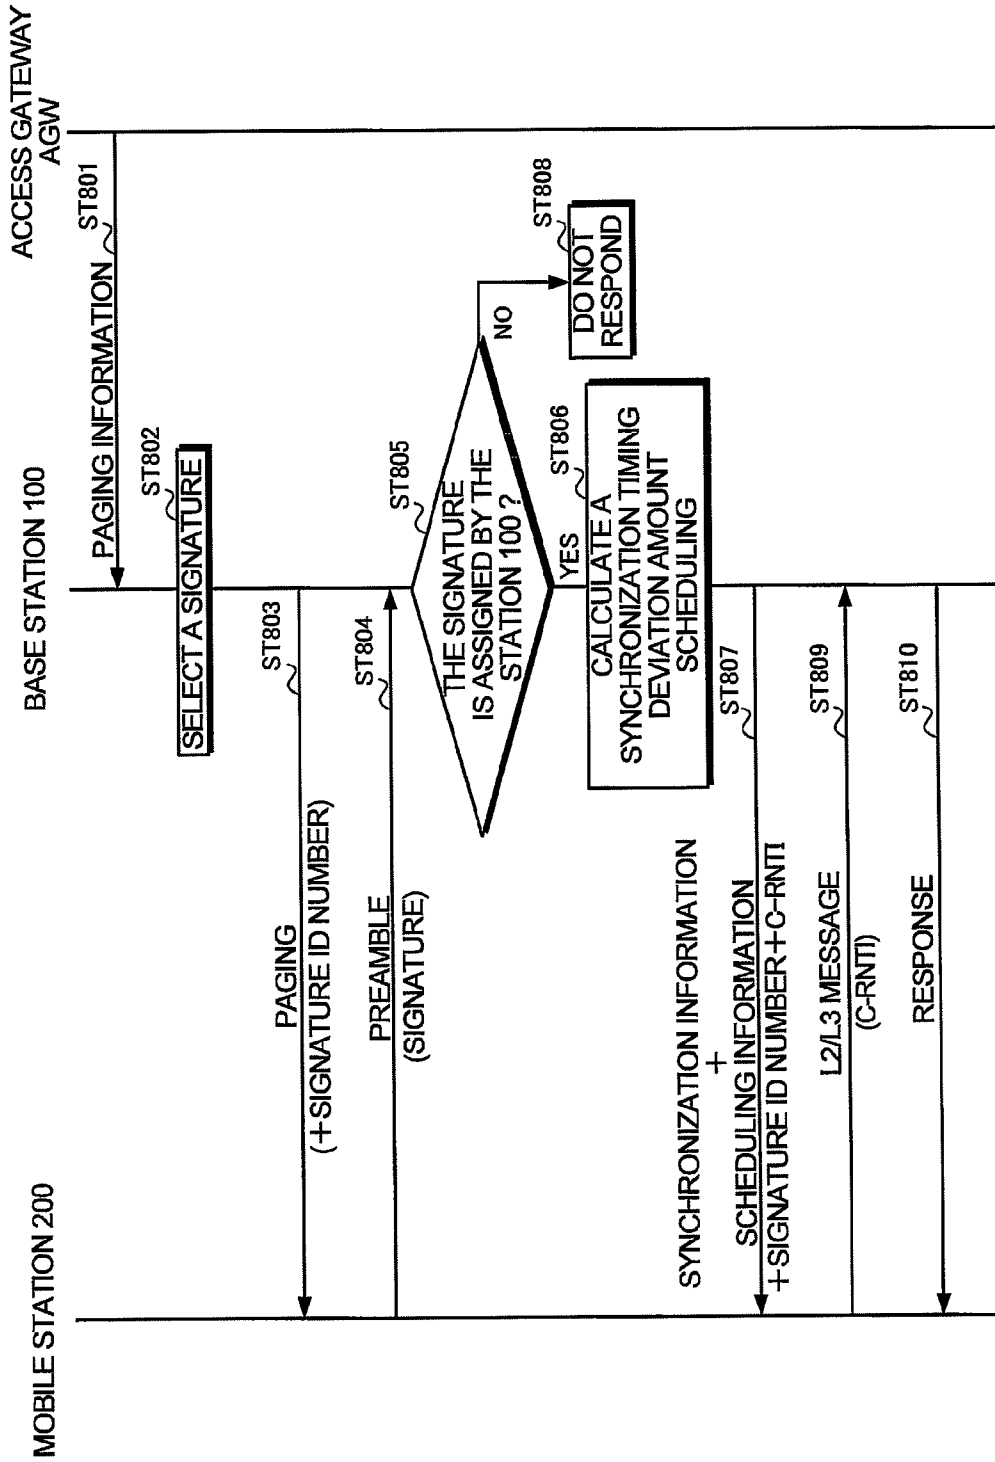 MOBILE STATION 200
BASE STATION 100
ACCESS GATEWAY
AGW
PAGING INFORMATION
ST801
ST802
SELECT A SIGNATURE
ST803
PAGING
(+SIGNATURE ID NUMBER)
ST804
PREAMBLE
(SIGNATURE)
ST805
THE SIGNATURE
IS ASSIGNED BY THE
STATION 100 ?
NO
ST808
DO NOT
RESPOND
YES
ST806
CALCULATE A
SYNCHRONIZATION TIMING
DEVIATION AMOUNT
SCHEDULING
SYNCHRONIZATION INFORMATION
+
SCHEDULING INFORMATION
+SIGNATURE ID NUMBER+C-RNTI
ST807
L2/L3 MESSAGE
(C-RNTI)
ST809
RESPONSE
ST810